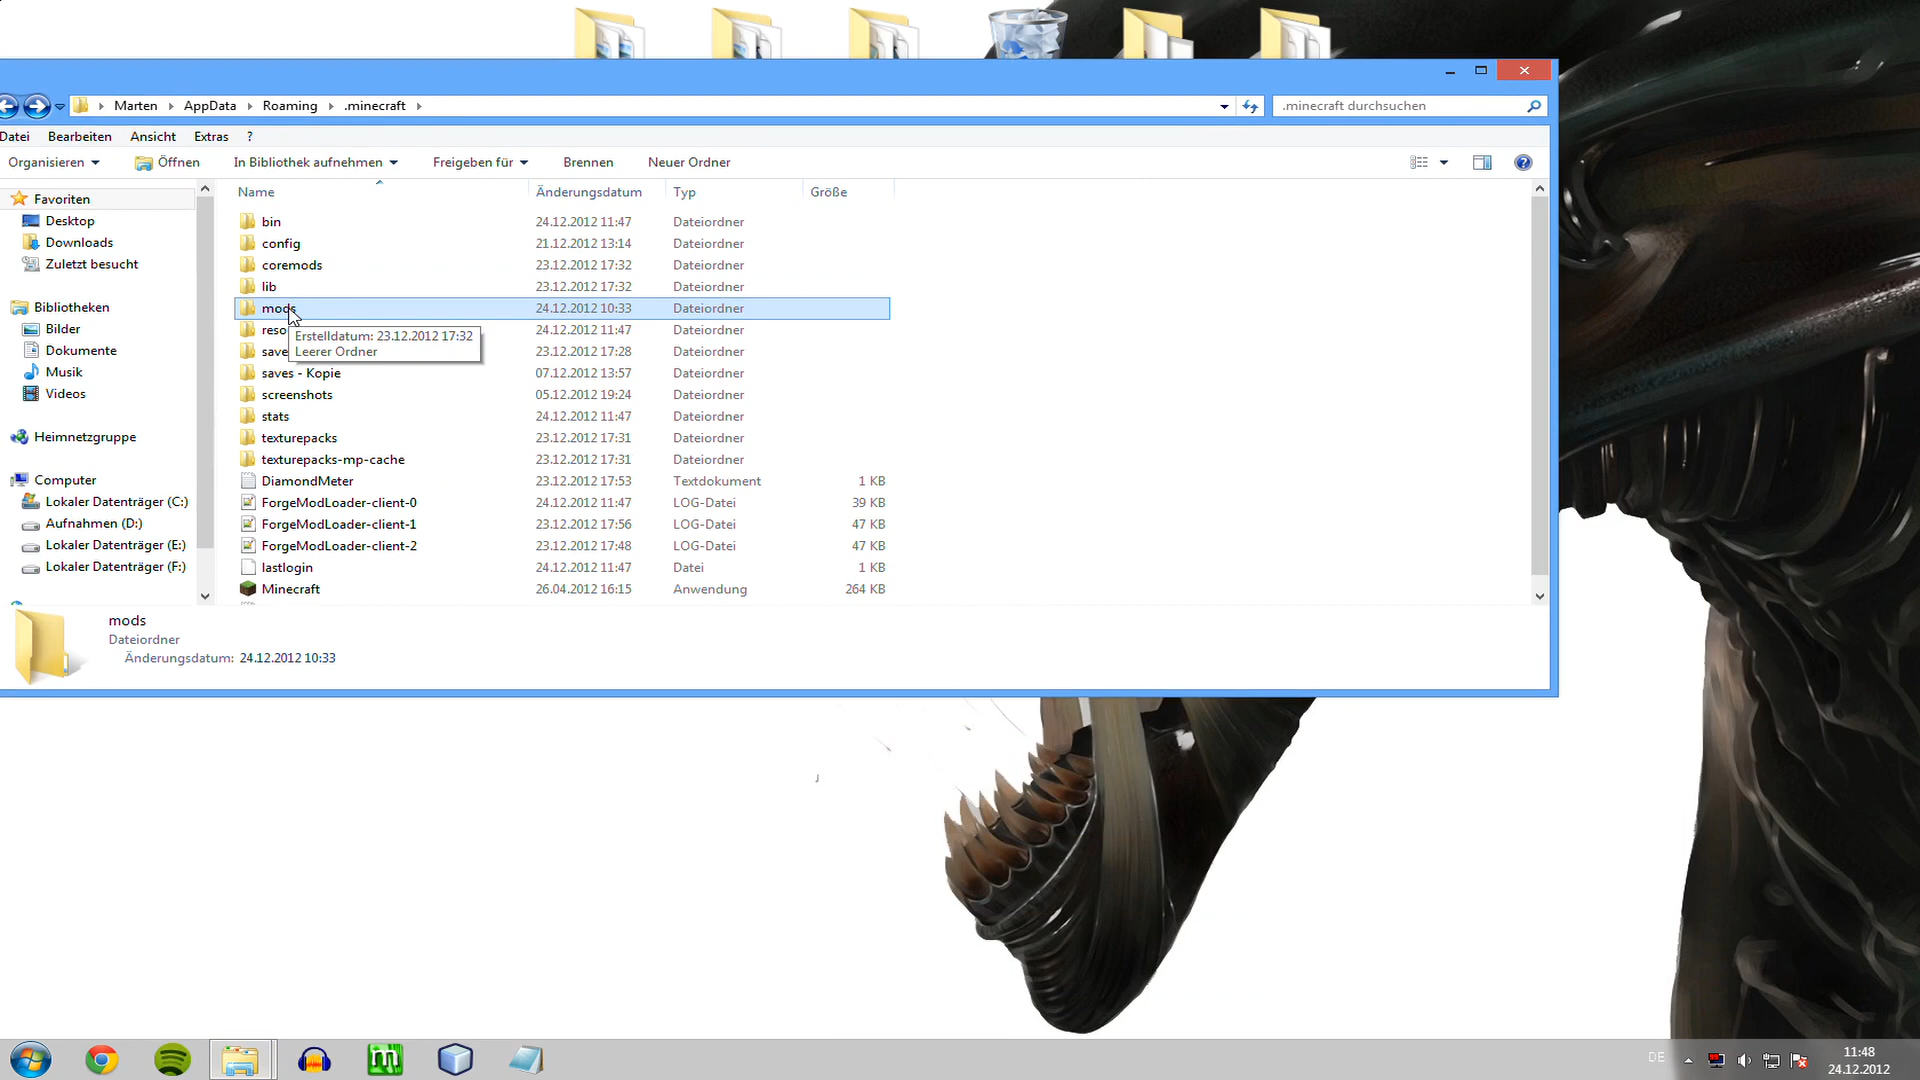 Marten AppData Roaming .minecraft
.minecraft durchsuchen
Datei Bearbeiten Ansicht Extras ?
Organisieren Öffnen In Bibliothek aufnehmen Freigeben für Brennen Neuer Ordner
Name Änderungsdatum Typ Größe
Favoriten
Desktop
Downloads
Zuletzt besucht
Bibliotheken
Bilder
Dokumente
Musik
Videos
Heimnetzgruppe
Computer
Lokaler Datenträger (C:)
Aufnahmen (D:)
Lokaler Datenträger (E:)
Lokaler Datenträger (F:)
bin 24.12.2012 11:47 Dateiordner
config 21.12.2012 13:14 Dateiordner
coremods 23.12.2012 17:32 Dateiordner
lib 23.12.2012 17:32 Dateiordner
mods 24.12.2012 10:33 Dateiordner
reso 24.12.2012 11:47 Dateiordner
save 23.12.2012 17:28 Dateiordner
Erstelldatum: 23.12.2012 17:32
Leerer Ordner
saves - Kopie 07.12.2012 13:57 Dateiordner
screenshots 05.12.2012 19:24 Dateiordner
stats 24.12.2012 11:47 Dateiordner
texturepacks 23.12.2012 17:31 Dateiordner
texturepacks-mp-cache 23.12.2012 17:31 Dateiordner
DiamondMeter 23.12.2012 17:53 Textdokument 1 KB
ForgeModLoader-client-0 24.12.2012 11:47 LOG-Datei 39 KB
ForgeModLoader-client-1 23.12.2012 17:56 LOG-Datei 47 KB
ForgeModLoader-client-2 23.12.2012 17:48 LOG-Datei 47 KB
lastlogin 24.12.2012 11:47 Datei 1 KB
Minecraft 26.04.2012 16:15 Anwendung 264 KB
mods
Dateiordner
Änderungsdatum: 24.12.2012 10:33
DE
11:48
24.12.2012